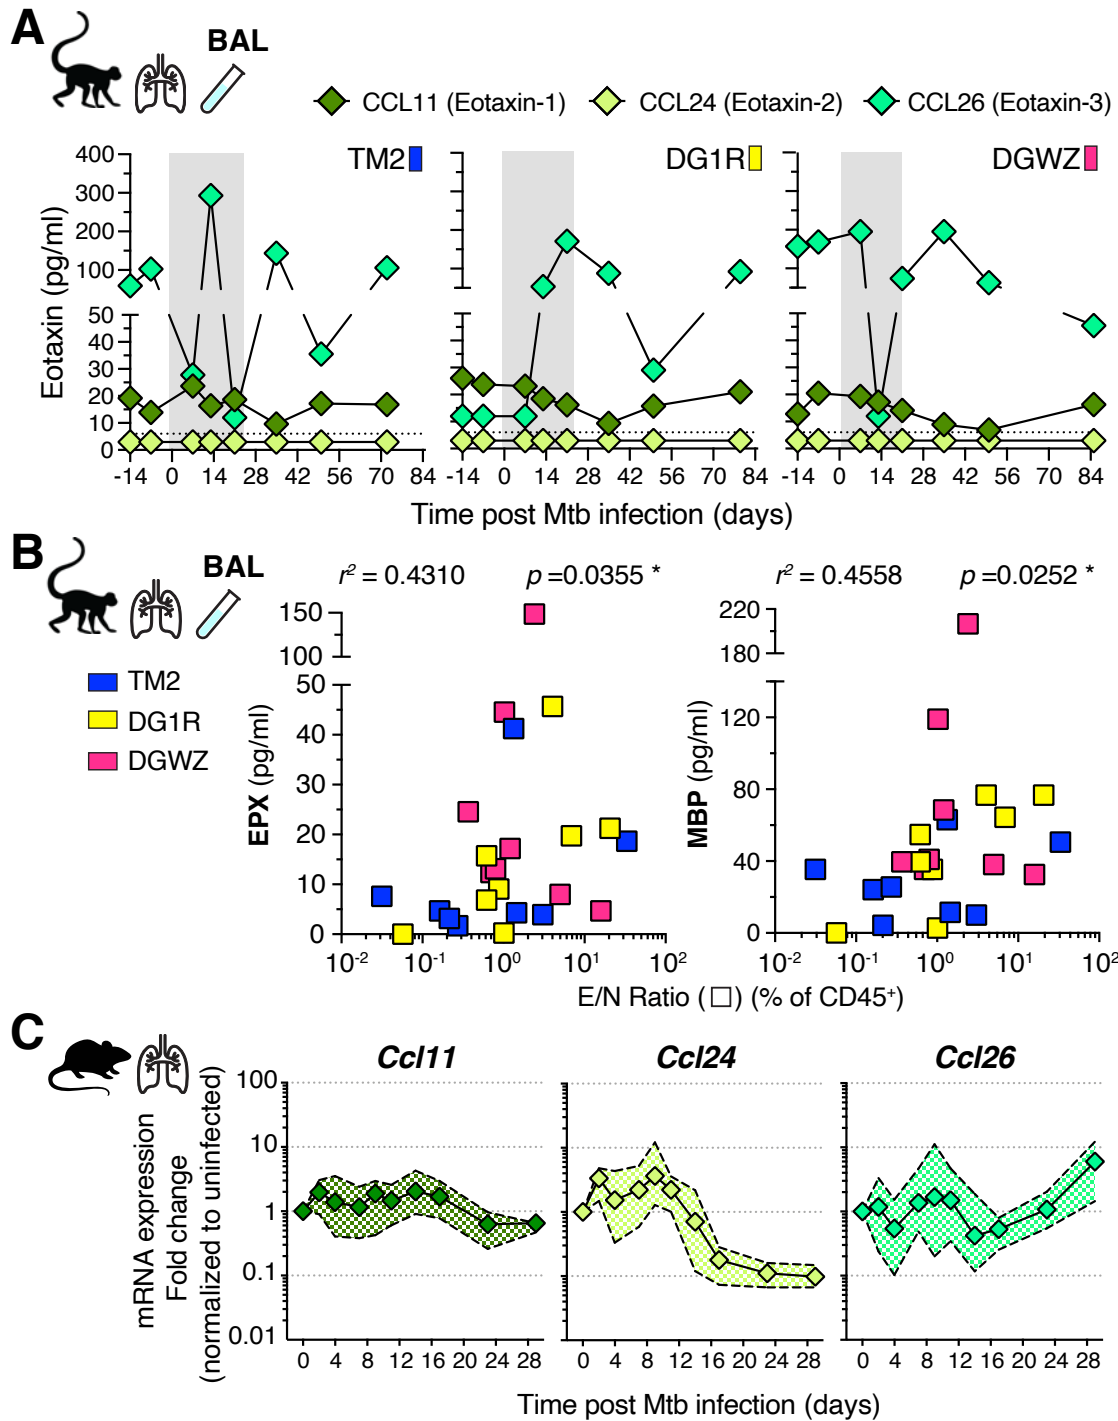 A
BAL
CCL11 (Eotaxin-1)
CCL24 (Eotaxin-2)
CCL26 (Eotaxin-3)
TM2
DG1R
DGWZ
Eotaxin (pg/ml)
400
300
200
100
50
40
30
20
10
0
-14 0 14 28 42 56 70 84
-14 0 14 28 42 56 70 84
-14 0 14 28 42 56 70 84
Time post Mtb infection (days)
B
BAL
TM2
DG1R
DGWZ
r² = 0.4310
p =0.0355 *
EPX (pg/ml)
150
100
50
40
30
20
10
0
10⁻² 10⁻¹ 10⁰ 10¹ 10²
r² = 0.4558
p =0.0252 *
MBP (pg/ml)
220
180
120
80
40
0
10⁻² 10⁻¹ 10⁰ 10¹ 10²
E/N Ratio (□) (% of CD45⁺)
C
Ccl11
Ccl24
Ccl26
mRNA expression
Fold change
(normalized to uninfected)
100
10
1
0.1
0.01
0 4 8 12 16 20 24 28
0 4 8 12 16 20 24 28
0 4 8 12 16 20 24 28
Time post Mtb infection (days)